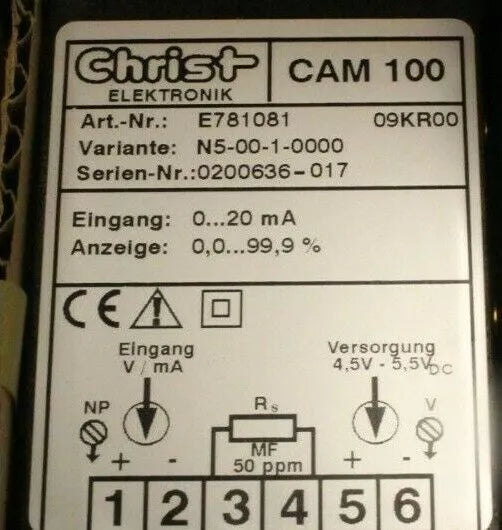 Christ
ELEKTRONIK
CAM 100
Art.-Nr.: E781081 09KR00
Variante: N5-00-1-0000
Serien-Nr.:0200636-017
Eingang: 0...20 mA
Anzeige: 0,0...99,9 %
CE
Eingang
V / mA
Versorgung
4,5V - 5,5VDC
NP
Rs
V
MF
50 ppm
+ - + -
1 2 3 4 5 6